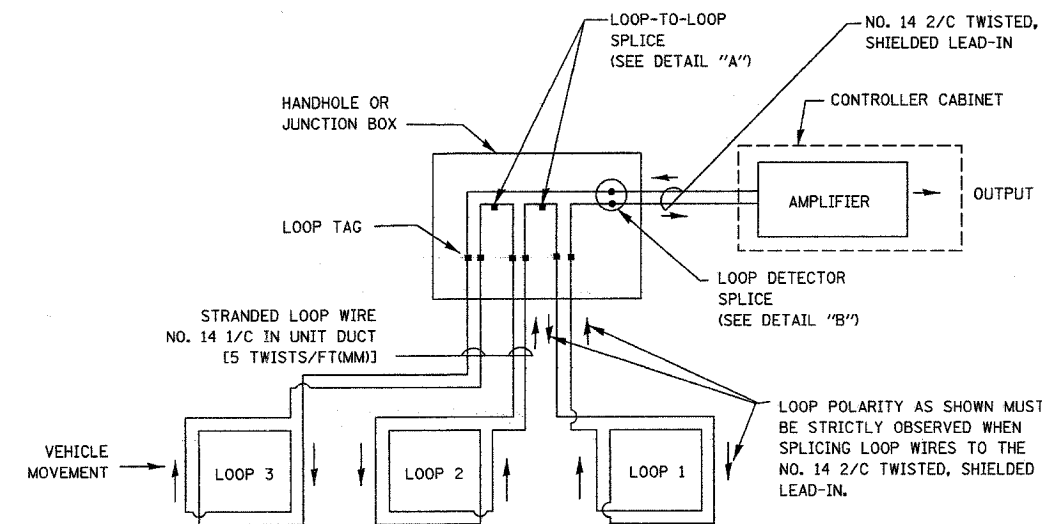 LOOP-TO-LOOP
SPLICE
(SEE DETAIL "A")
NO. 14 2/C TWISTED,
SHIELDED LEAD-IN
HANDHOLE OR
JUNCTION BOX
CONTROLLER CABINET
AMPLIFIER
OUTPUT
LOOP TAG
LOOP DETECTOR
SPLICE
(SEE DETAIL "B")
STRANDED LOOP WIRE
NO. 14 1/C IN UNIT DUCT
[5 TWISTS/FT(MM)]
LOOP POLARITY AS SHOWN MUST
BE STRICTLY OBSERVED WHEN
SPLICING LOOP WIRES TO THE
NO. 14 2/C TWISTED, SHIELDED
LEAD-IN.
VEHICLE
MOVEMENT
LOOP 3
LOOP 2
LOOP 1